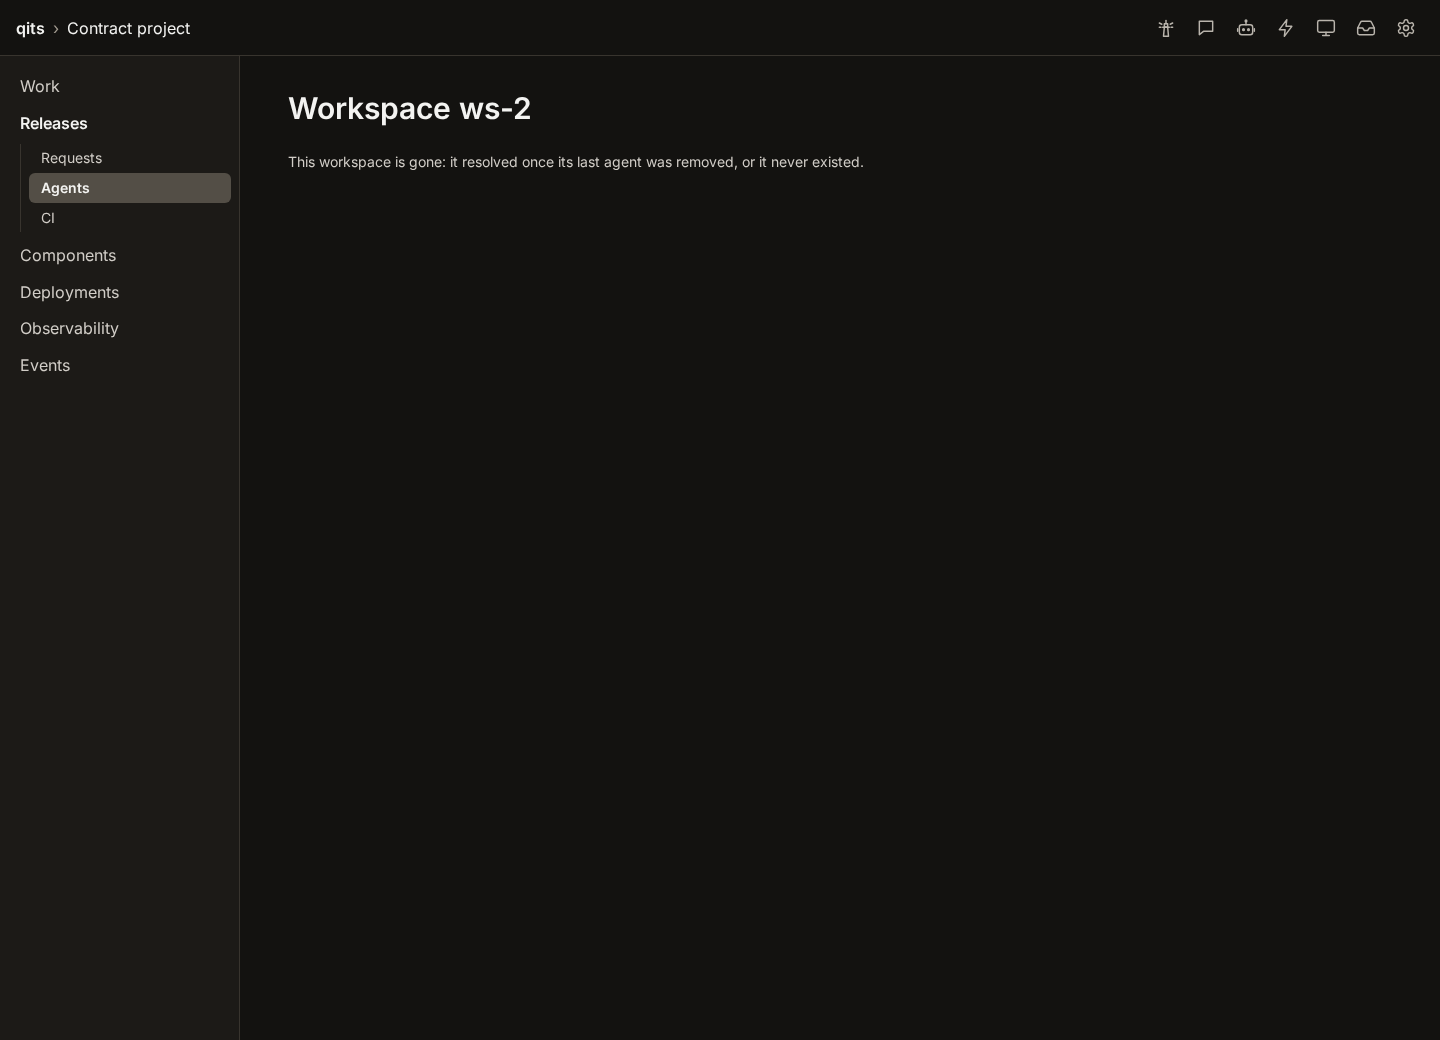 qits › Contract project
Work
Releases
Requests
Agents
CI
Components
Deployments
Observability
Events
Workspace ws-2
This workspace is gone: it resolved once its last agent was removed, or it never existed.